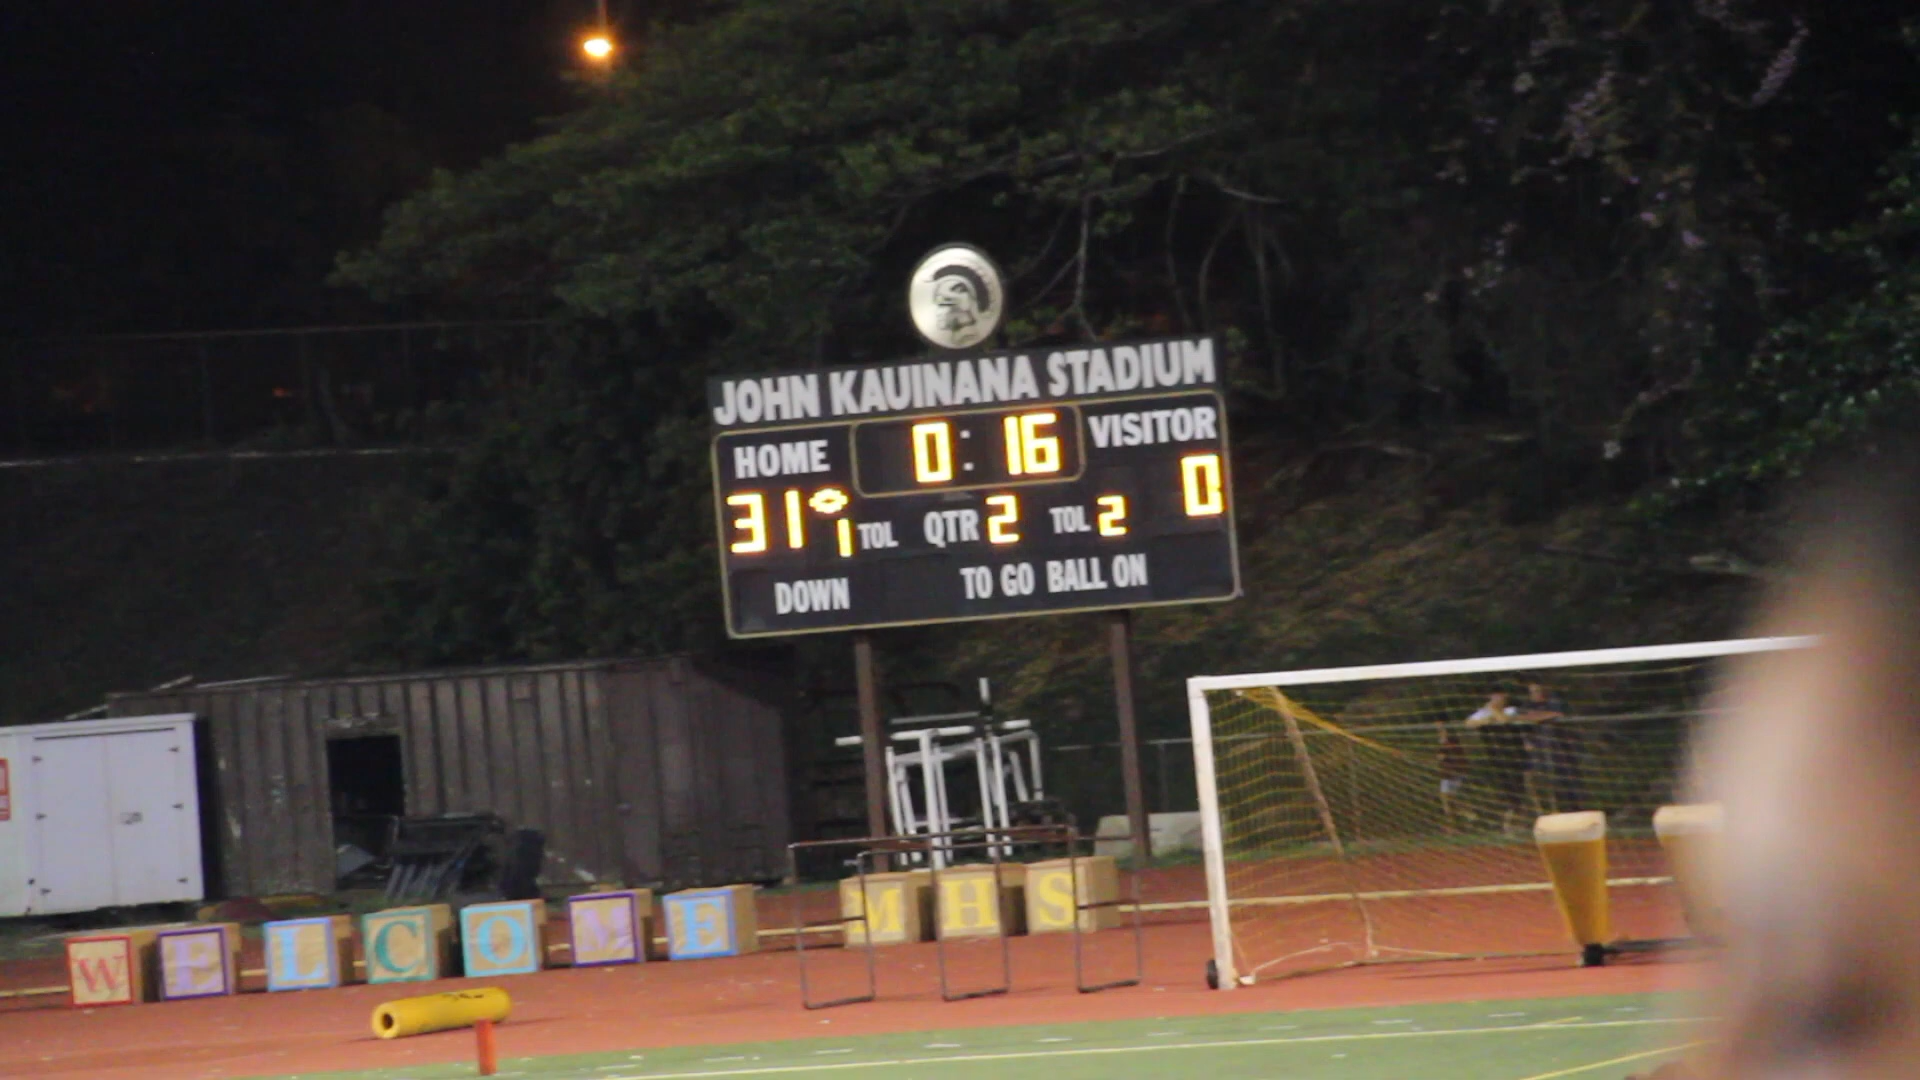 JOHN KAUINANA STADIUM
HOME 0:16 VISITOR
31 1 TOL QTR 2 TOL 2 0
DOWN TO GO BALL ON
WELCOME MHS